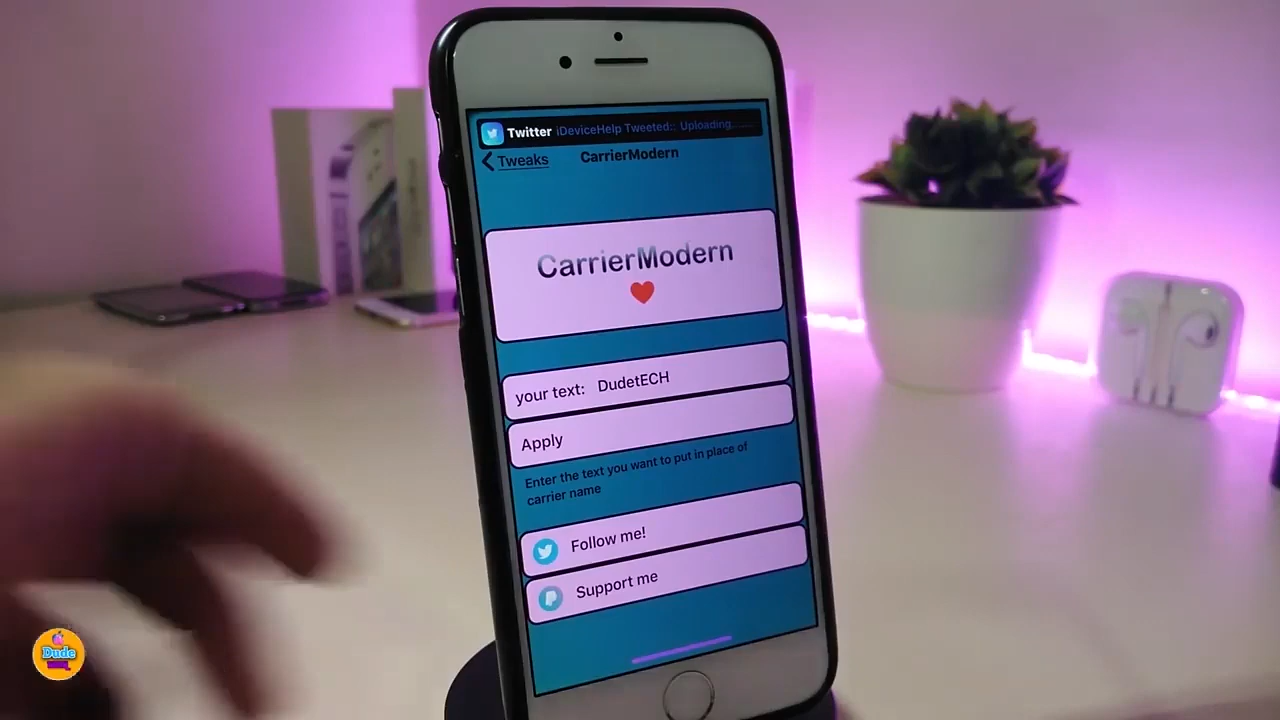 Twitter iDeviceHelp Tweeted:: Uploading......
Tweaks CarrierModern
CarrierModern
your text: DudetECH
Apply
Enter the text you want to put in place of
carrier name
Follow me!
Support me
Dude